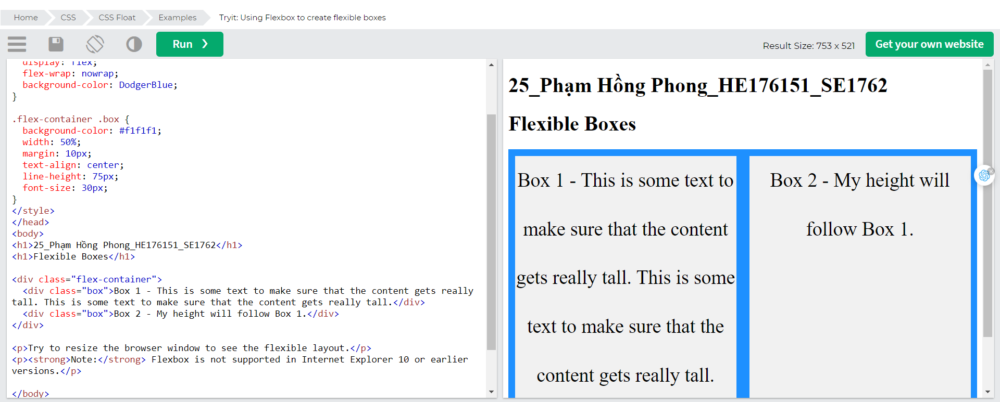 Home CSS CSS Float Examples Tryit: Using Flexbox to create flexible boxes
Run ❯ Result Size: 753 x 521 Get your own website
display: flex;
flex-wrap: nowrap;
background-color: DodgerBlue;
}
.flex-container .box {
background-color: #f1f1f1;
width: 50%;
margin: 10px;
text-align: center;
line-height: 75px;
font-size: 30px;
}
</style>
</head>
<body>
<h1>25_Phạm Hồng Phong_HE176151_SE1762</h1>
<h1>Flexible Boxes</h1>
<div class="flex-container">
<div class="box">Box 1 - This is some text to make sure that the content gets really
tall. This is some text to make sure that the content gets really tall.</div>
<div class="box">Box 2 - My height will follow Box 1.</div>
</div>
<p>Try to resize the browser window to see the flexible layout.</p>
<p><strong>Note:</strong> Flexbox is not supported in Internet Explorer 10 or earlier
versions.</p>
</body>
25_Phạm Hồng Phong_HE176151_SE1762
Flexible Boxes
Box 1 - This is some text to
make sure that the content
gets really tall. This is some
text to make sure that the
content gets really tall.
Box 2 - My height will
follow Box 1.